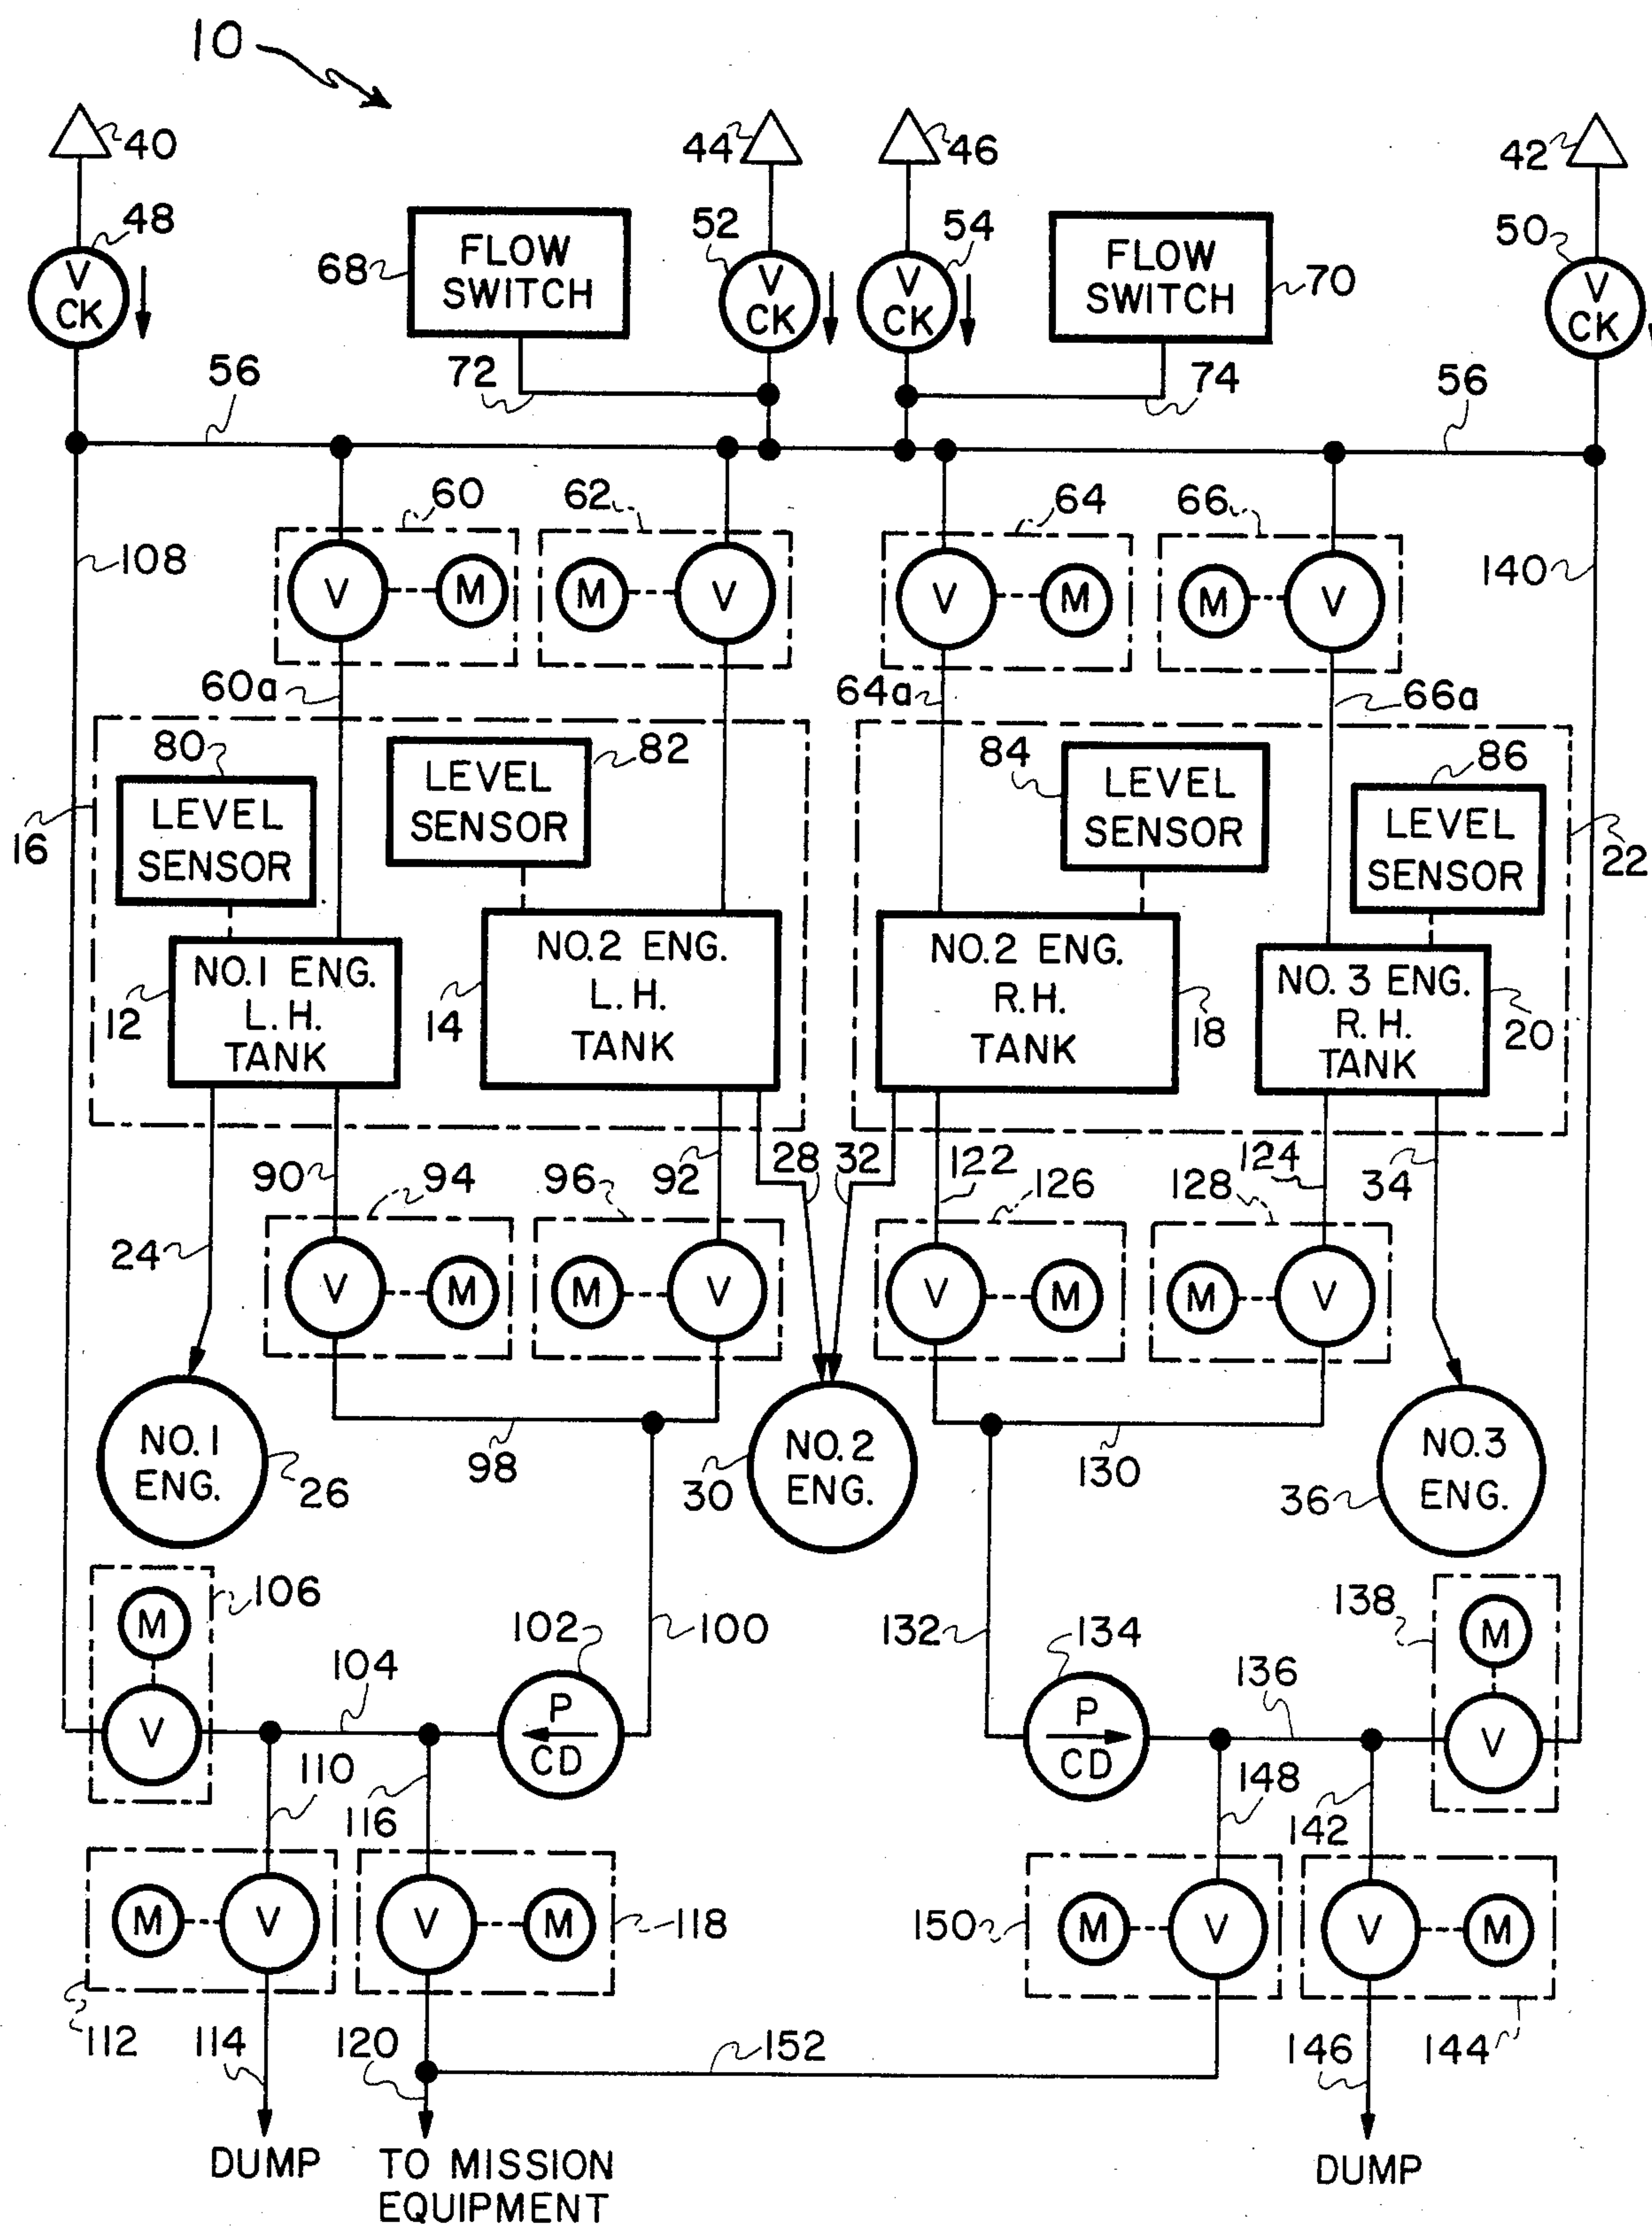 10
40
44
46
42
48
68
FLOW
SWITCH
52
54
FLOW
SWITCH
70
50
V
CK
V
CK
V
CK
V
CK
72
74
56
56
60
62
64
66
108
V
M
M
V
V
M
M
V
140
60a
64a
66a
80
82
84
86
16
LEVEL
SENSOR
LEVEL
SENSOR
LEVEL
SENSOR
LEVEL
SENSOR
22
12
NO.1 ENG.
L.H.
TANK
14
NO.2 ENG.
L.H.
TANK
NO.2 ENG.
R.H.
TANK
18
NO.3 ENG.
R.H.
TANK
20
90
94
96
92
28
32
122
126
128
124
34
24
V
M
M
V
V
M
M
V
NO.1
ENG.
26
98
30
NO.2
ENG.
130
36
NO.3
ENG.
106
M
V
104
102
P
CD
100
132
134
P
CD
136
138
M
V
110
116
148
142
M
V
V
M
118
150
M
V
V
M
112
114
120
152
146
144
DUMP
TO MISSION
EQUIPMENT
DUMP